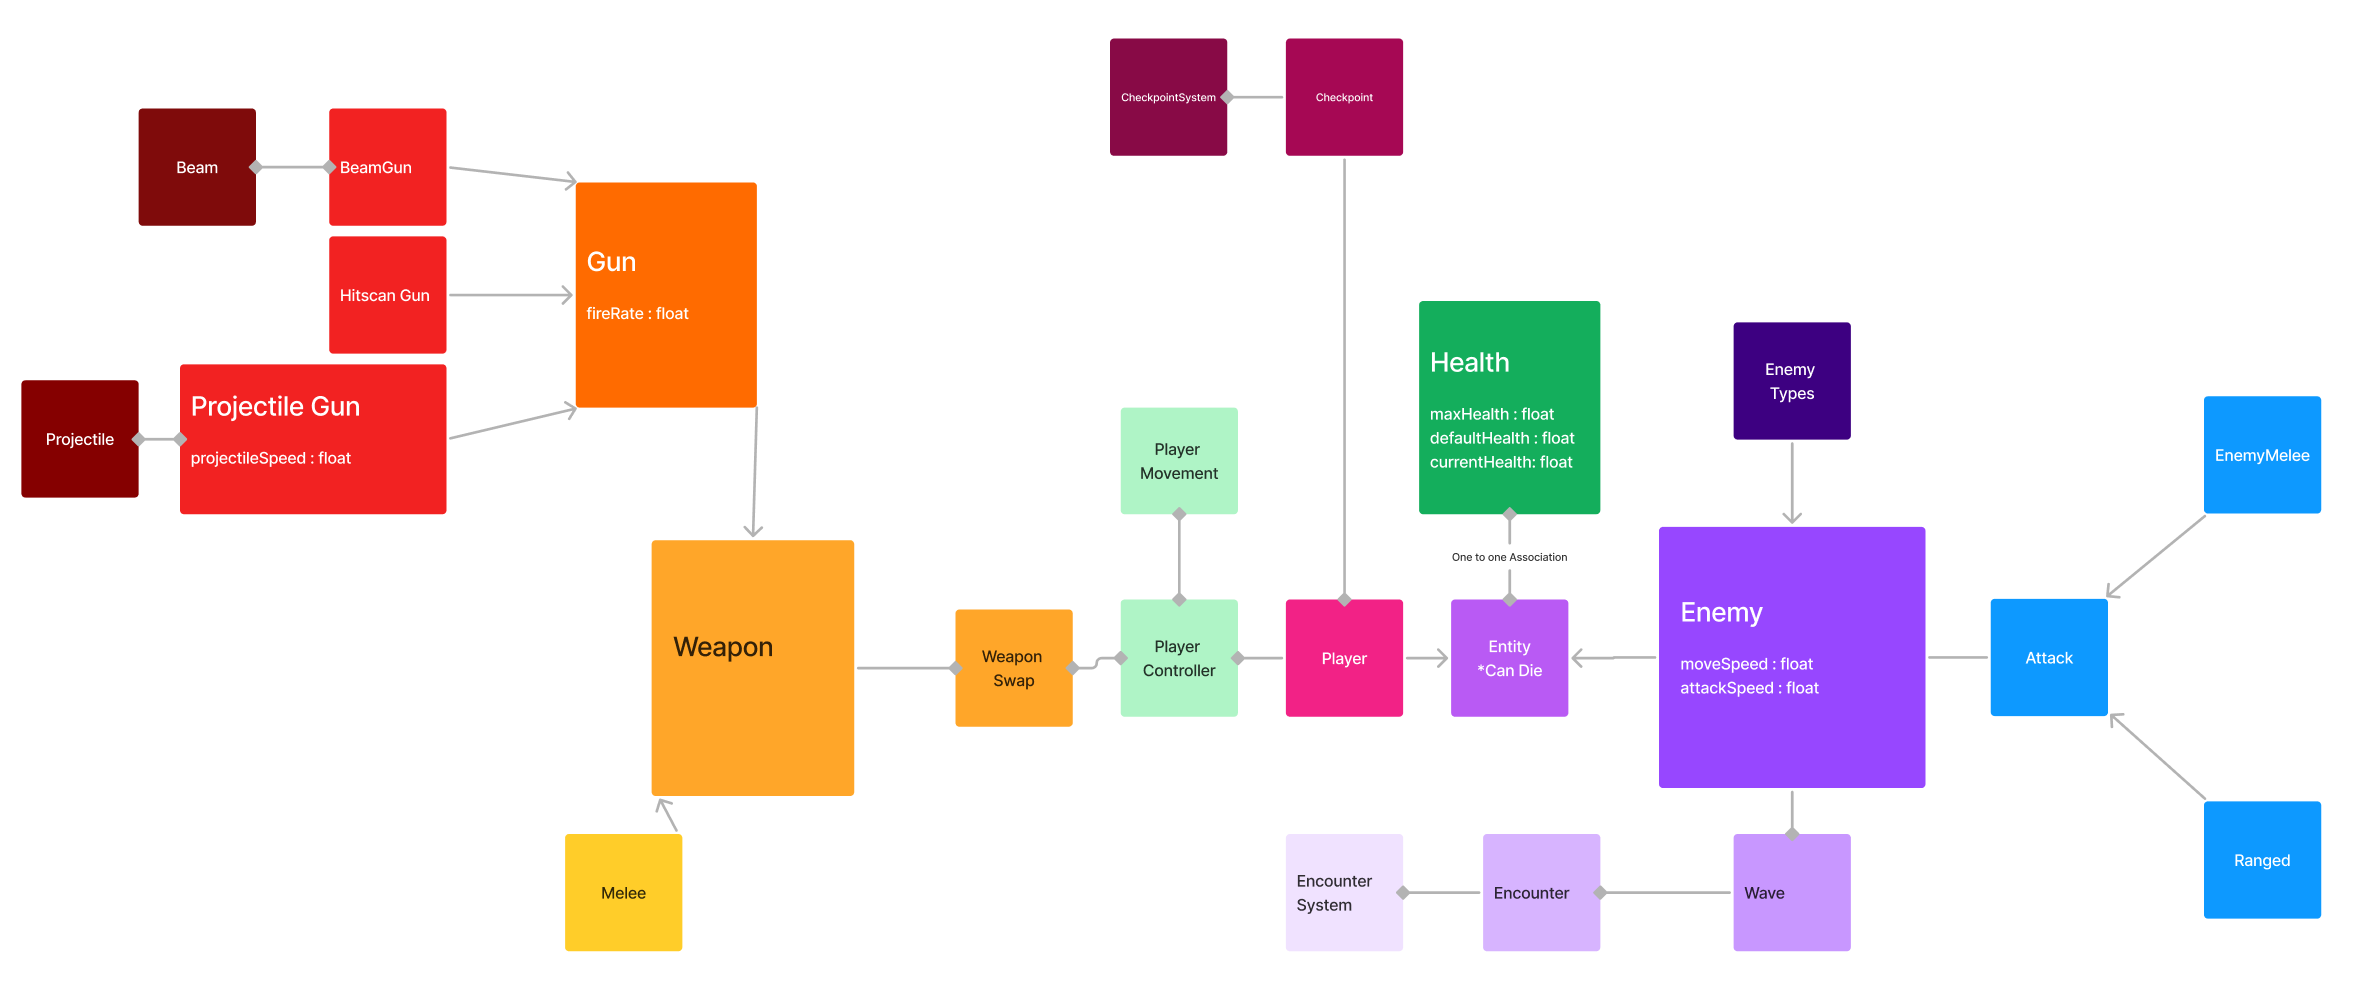 CheckpointSystem
Checkpoint
Beam
BeamGun
Gun
fireRate : float
Hitscan Gun
Projectile
Projectile Gun
projectileSpeed : float
Health
maxHealth : float
defaultHealth : float
currentHealth: float
Enemy
Types
EnemyMelee
Player
Movement
One to one Association
Weapon
Weapon
Swap
Player
Controller
Player
Entity
*Can Die
Enemy
moveSpeed : float
attackSpeed : float
Attack
Melee
Encounter
System
Encounter
Wave
Ranged